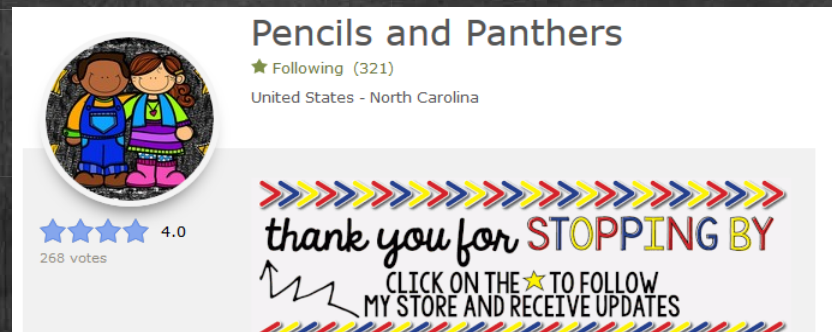 Pencils and Panthers
Following (321)
United States - North Carolina
4.0
268 votes
thank you for STOPPING BY
CLICK ON THE TO FOLLOW
MY STORE AND RECEIVE UPDATES